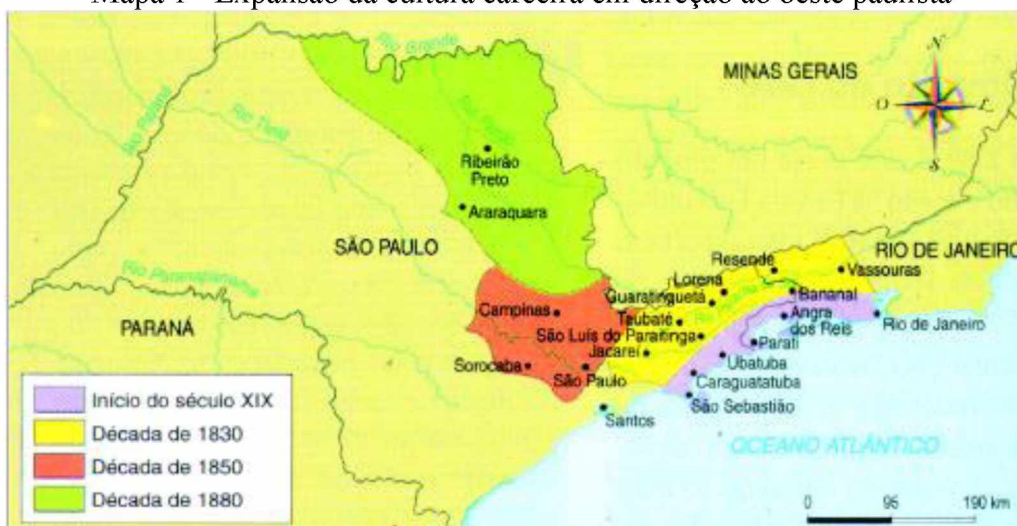 Mapa 1 - Expansão da cultura cafeeira em direção ao oeste paulista
N
O
L
S
MINAS GERAIS
Rio Grande
Rio Paraná
Rio Tietê
Ribeirão
Preto
Araraquara
SÃO PAULO
Rio Paranapanema
PARANÁ
RIO DE JANEIRO
Resende
Vassouras
Lorena
Guaratinguetá
Bananal
Campinas
Taubaté
Angra
dos Reis
Rio de Janeiro
São Luís do Paraitinga
Parati
Jacareí
Ubatuba
Sorocaba
São Paulo
Caraguatatuba
São Sebastião
Santos
OCEANO ATLÂNTICO
Início do século XIX
Década de 1830
Década de 1850
Década de 1880
0 95 190 km